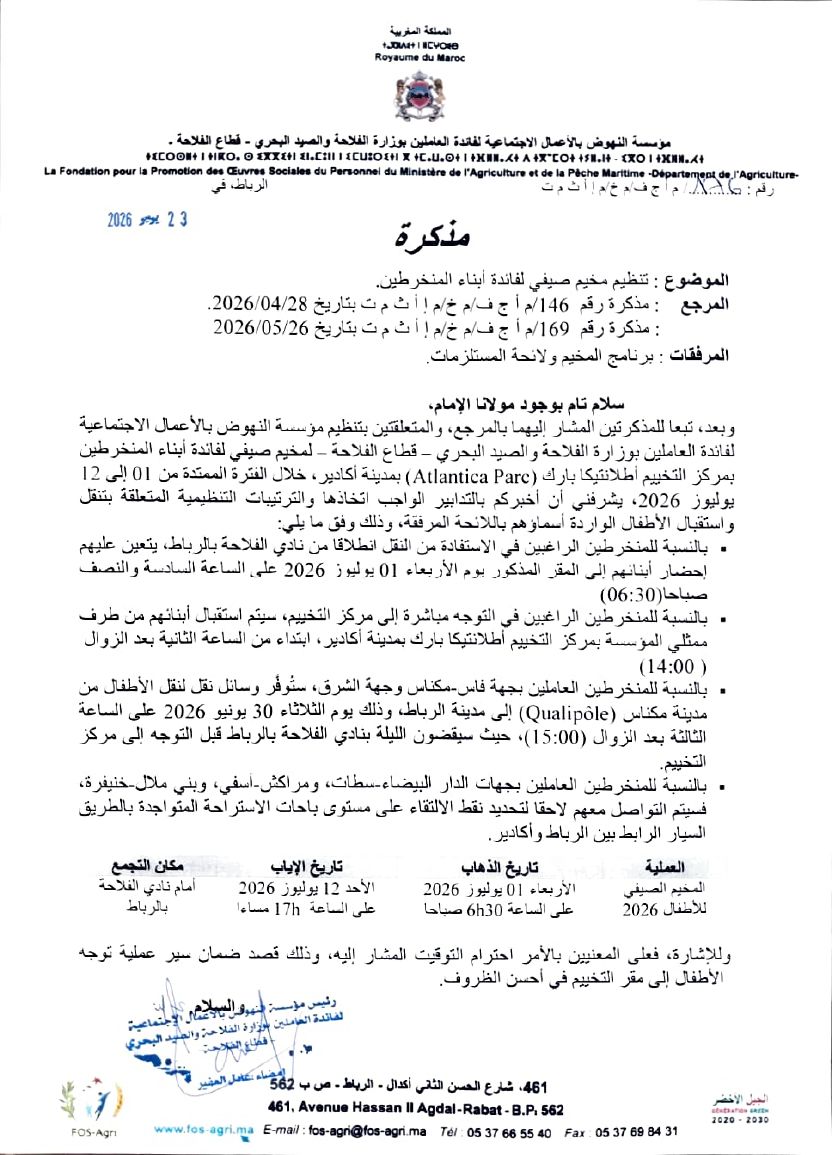 المملكة المغربية
ⵜⴰⴳⵍⴷⵉⵜ ⵏ ⵍⵎⵖⵔⵉⴱ
Royaume du Maroc
مؤسسة النهوض بالأعمال الاجتماعية لفائدة العاملين بوزارة الفلاحة والصيد البحري – قطاع الفلاحة -
La Fondation pour la Promotion des Œuvres Sociales du Personnel du Ministère de l'Agriculture et de la Pêche Maritime -Département de l'Agriculture-
رقم : /م أ ج ف/م خ/م إ أ ث م ت
الرباط، في
23 يونيو 2026
مذكرة
الموضوع : تنظيم مخيم صيفي لفائدة أبناء المنخرطين.
المرجع : مذكرة رقم 146/م أ ج ف/م خ/م إ أ ث م ت بتاريخ 2026/04/28.
: مذكرة رقم 169/م أ ج ف/م خ/م إ أ ث م ت بتاريخ 2026/05/26
المرفقات : برنامج المخيم ولائحة المستلزمات.
سلام تام بوجود مولانا الإمام،
وبعد، تبعا للمذكرتين المشار إليهما بالمرجع، والمتعلقتين بتنظيم مؤسسة النهوض بالأعمال الاجتماعية
لفائدة العاملين بوزارة الفلاحة والصيد البحري – قطاع الفلاحة – لمخيم صيفي لفائدة أبناء المنخرطين
بمركز التخييم أطلانتيكا بارك (Atlantica Parc) بمدينة أكادير، خلال الفترة الممتدة من 01 إلى 12
يوليوز 2026، يشرفني أن أخبركم بالتدابير الواجب اتخاذها والترتيبات التنظيمية المتعلقة بتنقل
واستقبال الأطفال الواردة أسماؤهم باللائحة المرفقة، وذلك وفق ما يلي:
▪ بالنسبة للمنخرطين الراغبين في الاستفادة من النقل انطلاقا من نادي الفلاحة بالرباط، يتعين عليهم
إحضار أبنائهم إلى المقر المذكور يوم الأربعاء 01 يوليوز 2026 على الساعة السادسة والنصف
صباحا(06:30)
▪ بالنسبة للمنخرطين الراغبين في التوجه مباشرة إلى مركز التخييم، سيتم استقبال أبنائهم من طرف
ممثلي المؤسسة بمركز التخييم أطلانتيكا بارك بمدينة أكادير، ابتداء من الساعة الثانية بعد الزوال
(14:00 )
▪ بالنسبة للمنخرطين العاملين بجهة فاس-مكناس وجهة الشرق، ستُوفَّر وسائل نقل لنقل الأطفال من
مدينة مكناس (Qualipôle) إلى مدينة الرباط، وذلك يوم الثلاثاء 30 يونيو 2026 على الساعة
الثالثة بعد الزوال (15:00)، حيث سيقضون الليلة بنادي الفلاحة بالرباط قبل التوجه إلى مركز
التخييم.
▪ بالنسبة للمنخرطين العاملين بجهات الدار البيضاء-سطات، ومراكش-أسفي، وبني ملال-خنيفرة،
فسيتم التواصل معهم لاحقا لتحديد نقط الالتقاء على مستوى باحات الاستراحة المتواجدة بالطريق
السيار الرابط بين الرباط وأكادير.
العملية تاريخ الذهاب تاريخ الإياب مكان التجمع
المخيم الصيفي الأربعاء 01 يوليوز 2026 الأحد 12 يوليوز 2026 أمام نادي الفلاحة
للأطفال 2026 على الساعة 6h30 صباحا على الساعة 17h مساءا بالرباط
وللإشارة، فعلى المعنيين بالأمر احترام التوقيت المشار إليه، وذلك قصد ضمان سير عملية توجه
الأطفال إلى مقر التخييم في أحسن الظروف.
والسلام
رئيس مؤسسة النهوض بالأعمال الاجتماعية
لفائدة العاملين بوزارة الفلاحة والصيد البحري
- قطاع الفلاحة
إمضاء:
461، شارع الحسن الثاني أكدال - الرباط - ص ب 562
461, Avenue Hassan II Agdal-Rabat - B.P. 562
www.fos-agri.ma E-mail : fos-agri@fos-agri.ma Tél : 05 37 66 55 40 Fax : 05 37 69 84 31
FOS-Agri
الجيل الأخضر
GÉNÉRATION GREEN
2020 - 2030